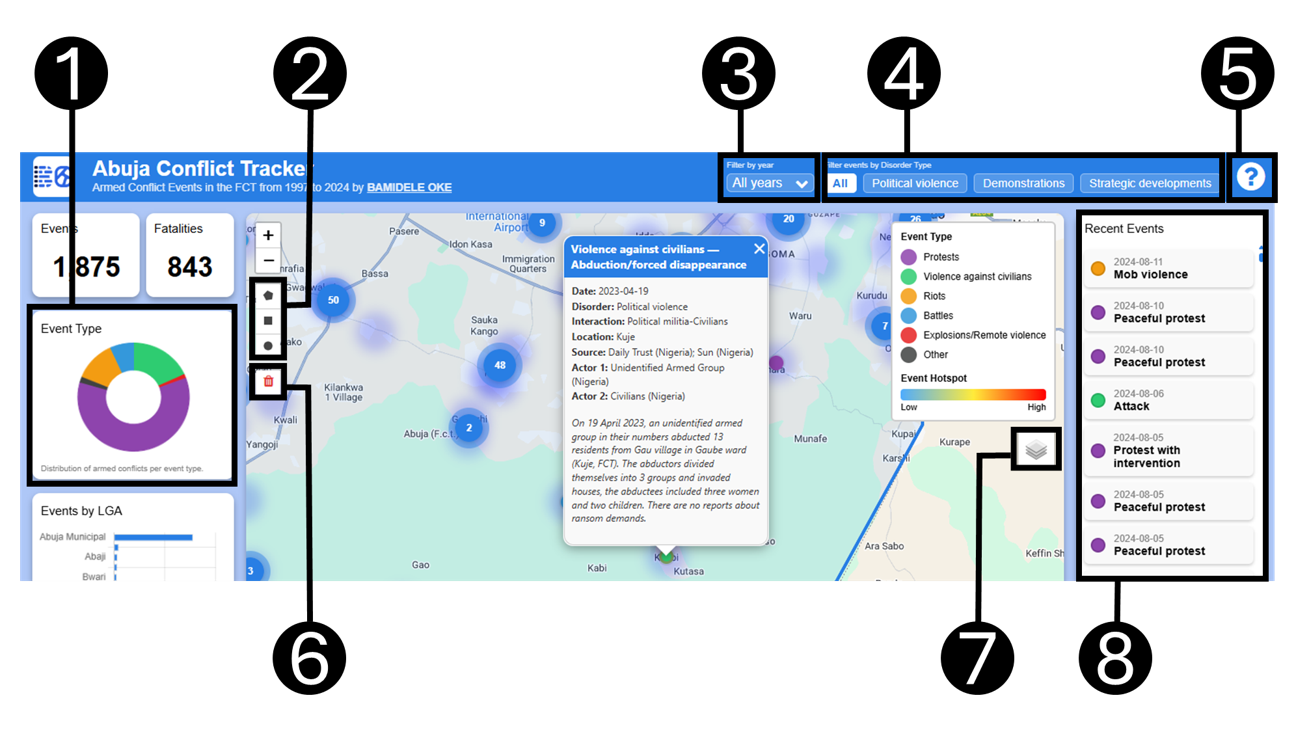 1
2
3
4
5
Abuja Conflict Tracker
Armed Conflict Events in the FCT from 1997 to 2024 by BAMIDELE OKE
Filter by year
All years
Filter events by Disorder Type
All
Political violence
Demonstrations
Strategic developments
?
Events
1,875
Fatalities
843
Event Type
Distribution of armed conflicts per event type.
Events by LGA
Abuja Municipal
Abaji
Bwari
+
−
International
Airport
9
Pasere
Idon Kasa
Immigration
Quarters
Bassa
50
Sauka
Kango
48
Kilankwa
1 Village
Kwali
Yangoji
Abuja (F.c.t.)
2
Gao
3
20
26
Kurudu
7
Waru
Munafe
Kupai
Karshi
Kurape
Ara Sabo
Keffin Sh
Kabi
Kutasa
Violence against civilians —
Abduction/forced disappearance
Date: 2023-04-19
Disorder: Political violence
Interaction: Political militia-Civilians
Location: Kuje
Source: Daily Trust (Nigeria); Sun (Nigeria)
Actor 1: Unidentified Armed Group
(Nigeria)
Actor 2: Civilians (Nigeria)
On 19 April 2023, an unidentified armed
group in their numbers abducted 13
residents from Gau village in Gaube ward
(Kuje, FCT). The abductors divided
themselves into 3 groups and invaded
houses, the abductees included three women
and two children. There are no reports about
ransom demands.
Event Type
Protests
Violence against civilians
Riots
Battles
Explosions/Remote violence
Other
Event Hotspot
Low High
Recent Events
2024-08-11
Mob violence
2024-08-10
Peaceful protest
2024-08-10
Peaceful protest
2024-08-06
Attack
2024-08-05
Protest with
intervention
2024-08-05
Peaceful protest
2024-08-05
Peaceful protest
6
7
8